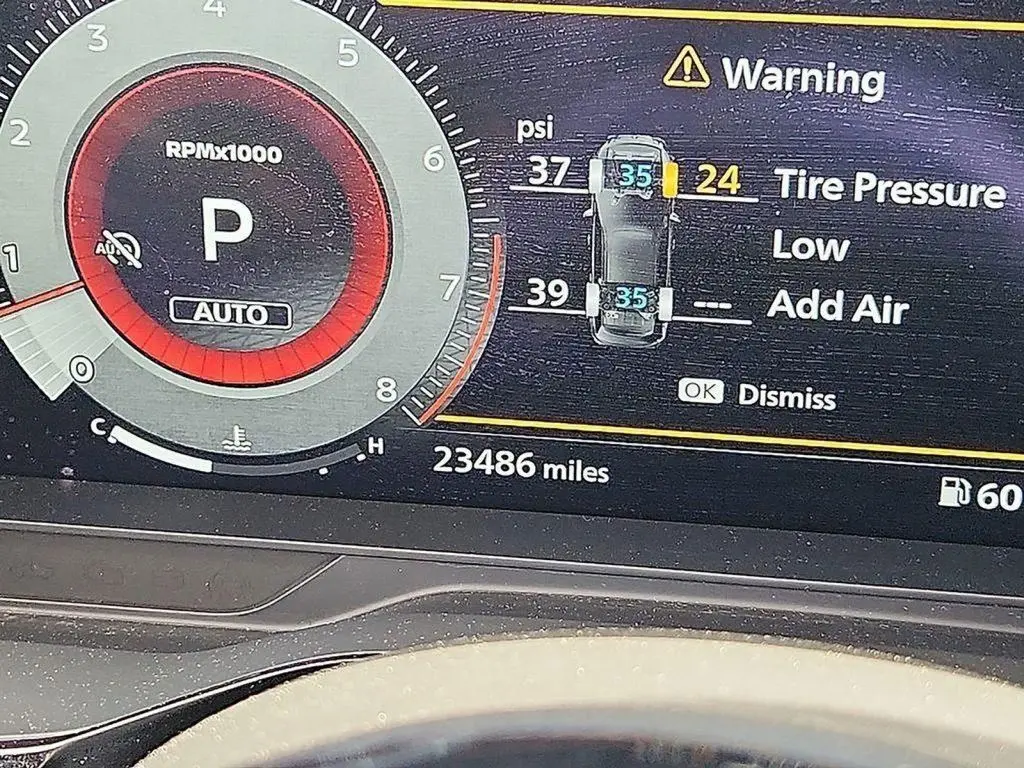 4
3
5
2
6
1
7
0
8
RPMx1000
P
AUTO
AUTO
C
H
Warning
psi
37 35 24
Tire Pressure
Low
39 35 ---
Add Air
OK Dismiss
23486 miles
60